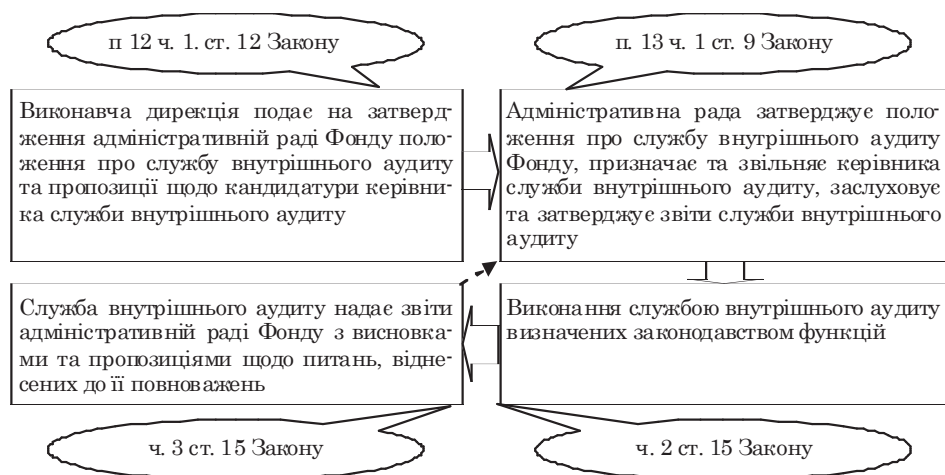 п 12 ч. 1. ст. 12 Закону
п. 13 ч. 1 ст. 9 Закону
Виконавча дирекція подає на затверд-
ження адміністративній раді Фонду поло-
ження про службу внутрішнього аудиту
та пропозиції щодо кандидатури керівни-
ка служби внутрішнього аудиту
Адміністративна рада затверджує поло-
ження про службу внутрішнього аудиту
Фонду, призначає та звільняє керівника
служби внутрішнього аудиту, заслуховує
та затверджує звіти служби внутрішнього
аудиту
Служба внутрішнього аудиту надає звіти
адміністративній раді Фонду з висновка-
ми та пропозиціями щодо питань, відне-
сених до її повноважень
Виконання службою внутрішнього аудиту
визначених законодавством функцій
ч. 3 ст. 15 Закону
ч. 2 ст. 15 Закону